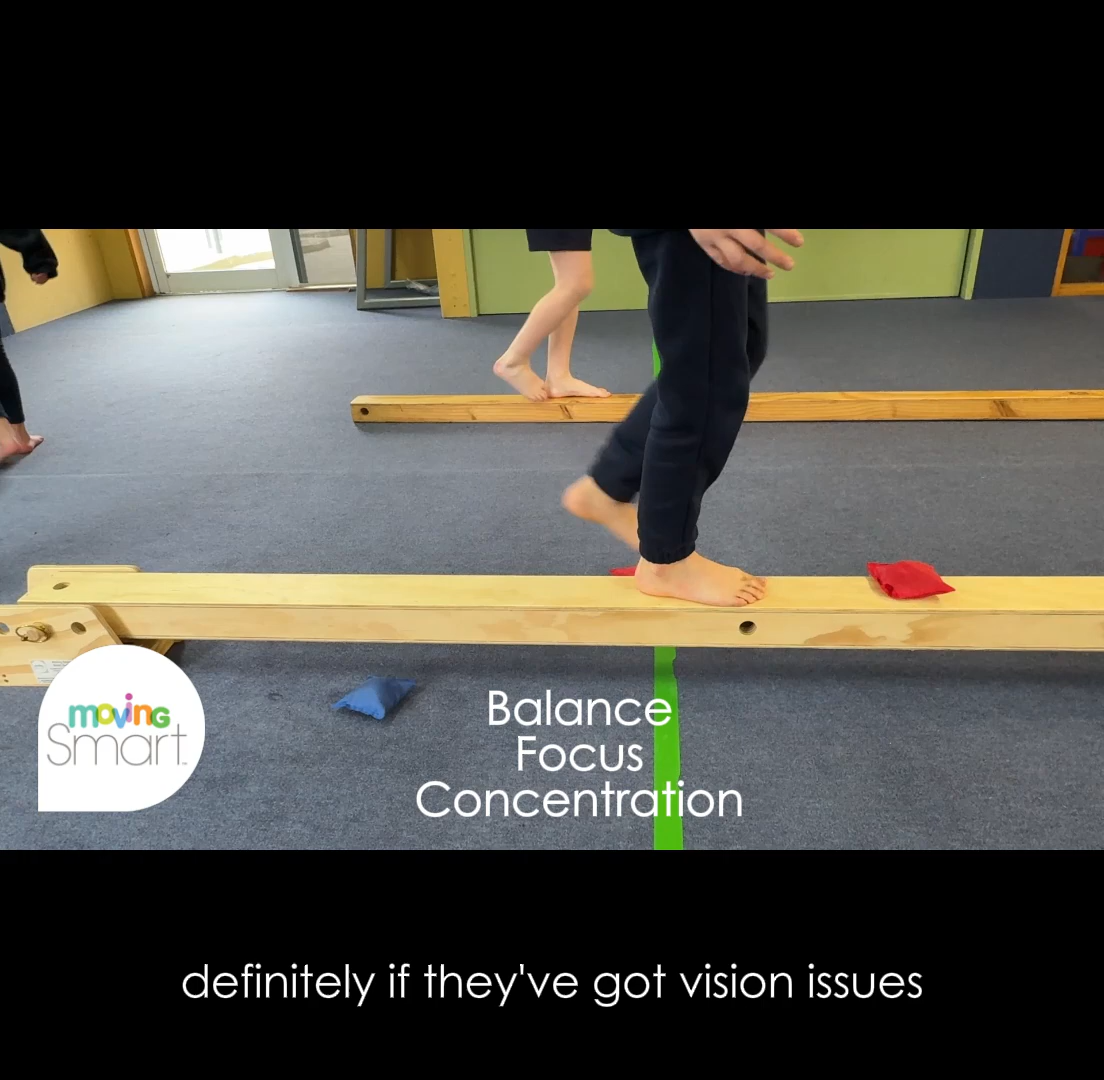 moving
Smart
Balance
Focus
Concentration
definitely if they've got vision issues